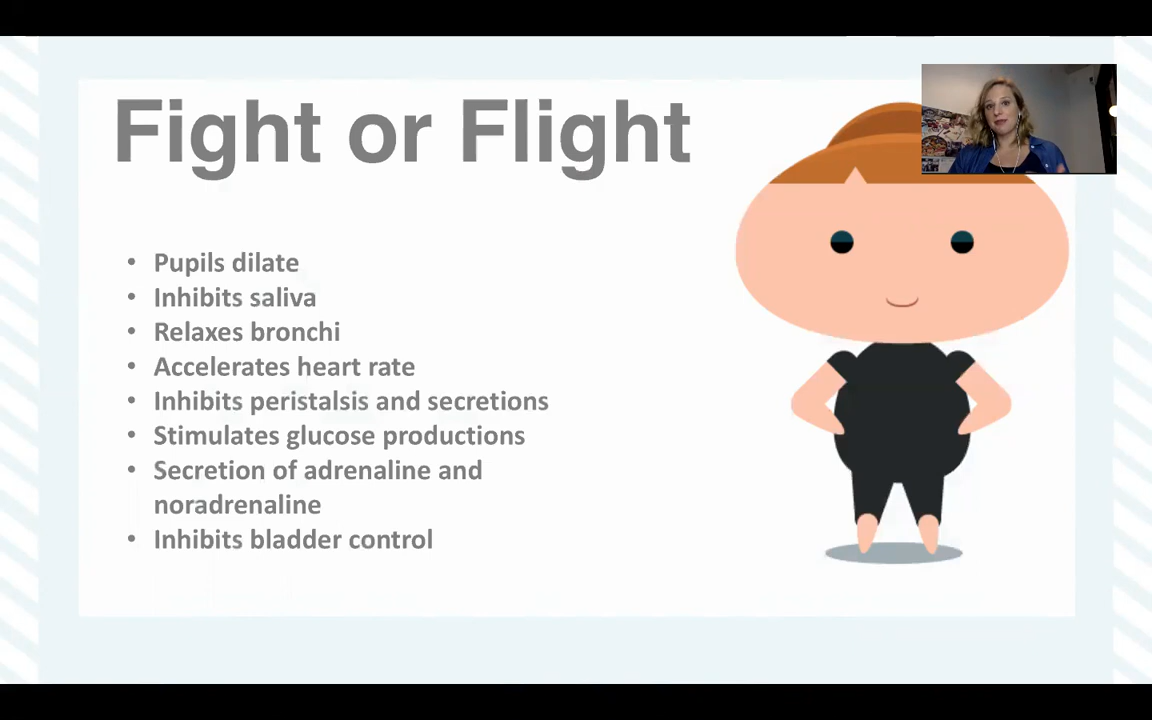 Fight or Flight
• Pupils dilate
• Inhibits saliva
• Relaxes bronchi
• Accelerates heart rate
• Inhibits peristalsis and secretions
• Stimulates glucose productions
• Secretion of adrenaline and
noradrenaline
• Inhibits bladder control